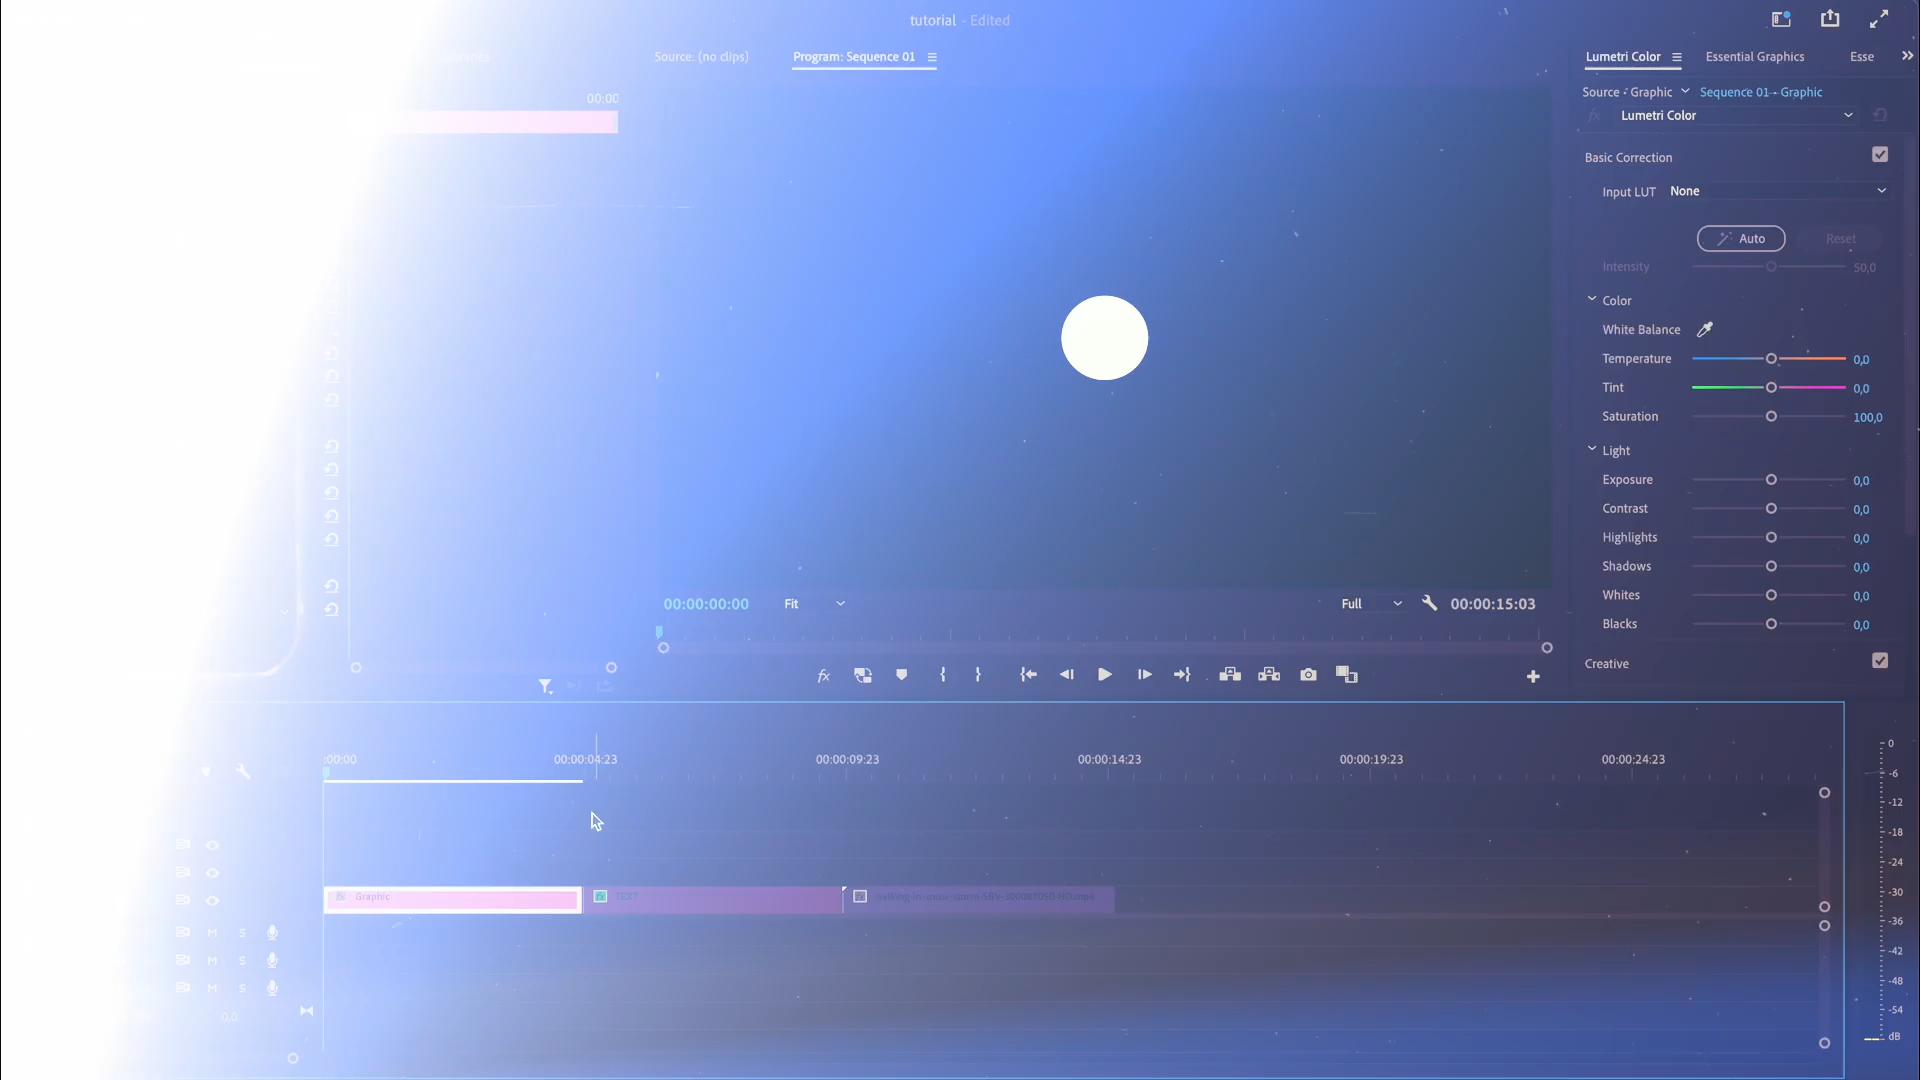 tutorial - Edited
Source: (no clips)
Program: Sequence 01
Lumetri Color
Essential Graphics
Esse
00:00
Source - Graphic
Sequence 01 - Graphic
fx
Lumetri Color
Basic Correction
Input LUT
None
Auto
Reset
Intensity
50,0
Color
White Balance
Temperature
0,0
Tint
0,0
Saturation
100,0
Light
Exposure
0,0
Contrast
0,0
Highlights
0,0
Shadows
0,0
Whites
0,0
Blacks
0,0
Creative
00:00:00:00
Fit
Full
00:00:15:03
fx
:00:00
00:00:04:23
00:00:09:23
00:00:14:23
00:00:19:23
00:00:24:23
Graphic
TEXT
M S
M S
M S
0,0
0
-6
-12
-18
-24
-30
-36
-42
-48
-54
dB